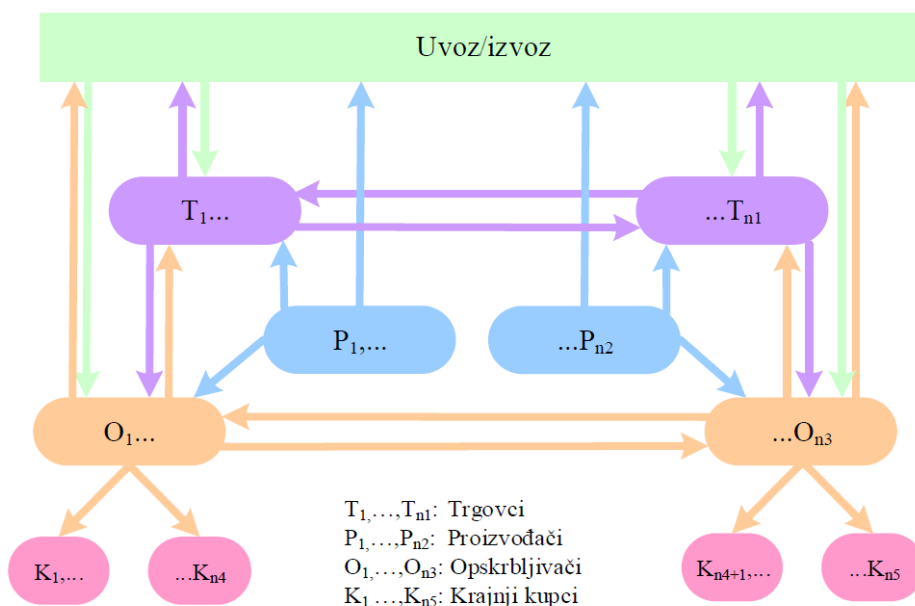 Uvoz/izvoz
T1... ...Tn1
P1,... ...Pn2
O1... ...On3
T1,…,Tn1: Trgovci
P1,…,Pn2: Proizvođači
O1,…,On3: Opskrbljivači
K1,…,Kn5: Krajnji kupci
K1,... ...Kn4 Kn4+1,... ...Kn5